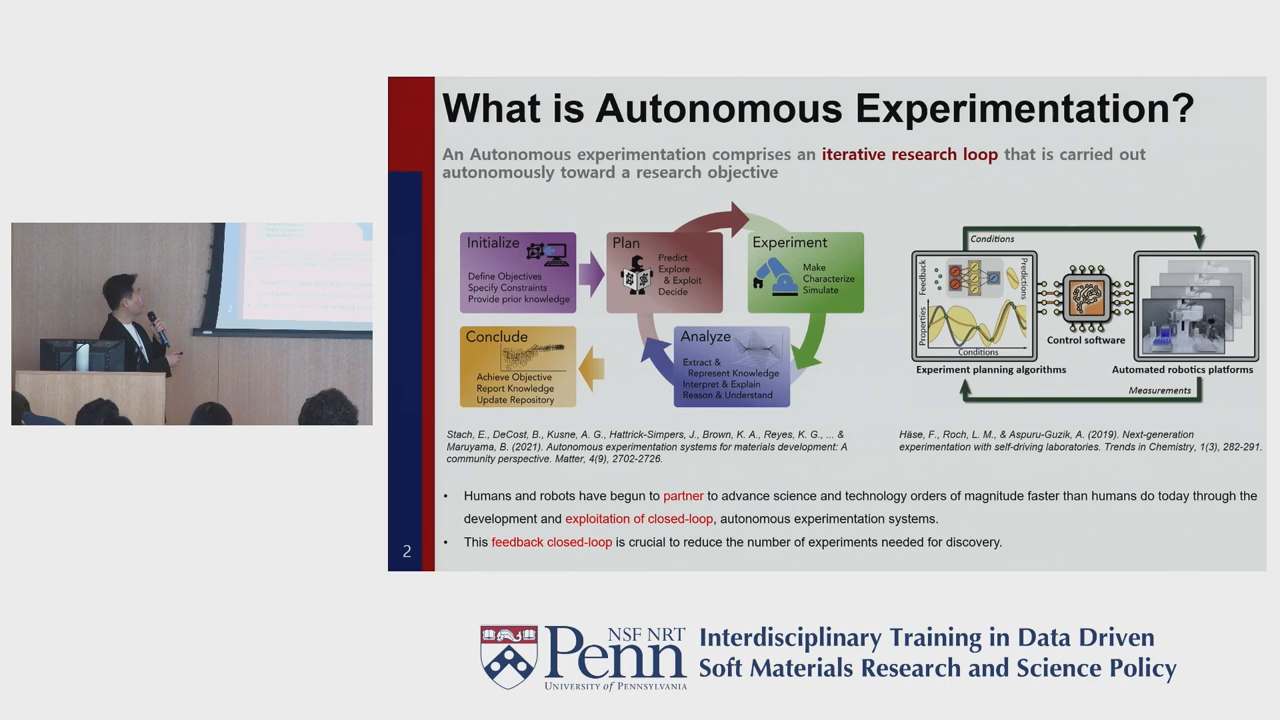 What is Autonomous Experimentation?
An Autonomous experimentation comprises an iterative research loop that is carried out
autonomously toward a research objective
Initialize
Define Objectives
Specify Constraints
Provide prior knowledge
Plan
Predict
Explore
& Exploit
Decide
Experiment
Make
Characterize
Simulate
Conclude
Achieve Objective
Report Knowledge
Update Repository
Analyze
Extract &
Represent Knowledge
Interpret & Explain
Reason & Understand
Conditions
Feedback
Predictions
Properties
Conditions
Control software
Experiment planning algorithms
Automated robotics platforms
Measurements
Stach, E., DeCost, B., Kusne, A. G., Hattrick-Simpers, J., Brown, K. A., Reyes, K. G., ... &
Maruyama, B. (2021). Autonomous experimentation systems for materials development: A
community perspective. Matter, 4(9), 2702-2726.
Häse, F., Roch, L. M., & Aspuru-Guzik, A. (2019). Next-generation
experimentation with self-driving laboratories. Trends in Chemistry, 1(3), 282-291.
• Humans and robots have begun to partner to advance science and technology orders of magnitude faster than humans do today through the
development and exploitation of closed-loop, autonomous experimentation systems.
• This feedback closed-loop is crucial to reduce the number of experiments needed for discovery.
2
NSF NRT
Penn
UNIVERSITY of PENNSYLVANIA
Interdisciplinary Training in Data Driven
Soft Materials Research and Science Policy